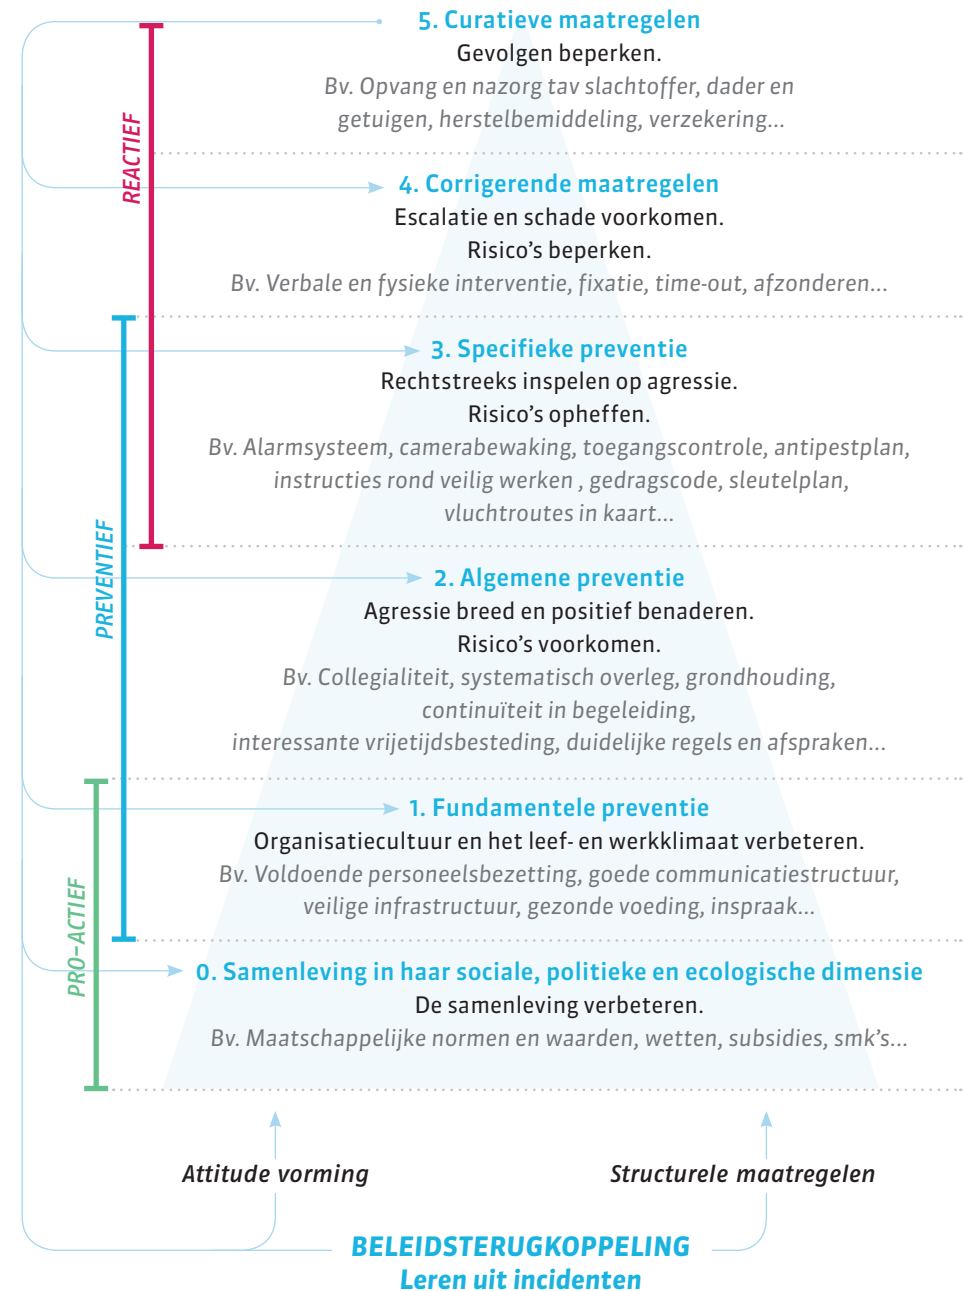 5. Curatieve maatregelen
Gevolgen beperken.
Bv. Opvang en nazorg tav slachtoffer, dader en
getuigen, herstelbemiddeling, verzekering...
REACTIEF
4. Corrigerende maatregelen
Escalatie en schade voorkomen.
Risico's beperken.
Bv. Verbale en fysieke interventie, fixatie, time-out, afzonderen...
3. Specifieke preventie
Rechtstreeks inspelen op agressie.
Risico's opheffen.
Bv. Alarmsysteem, camerabewaking, toegangscontrole, antipestplan,
instructies rond veilig werken , gedragscode, sleutelplan,
vluchtroutes in kaart...
PREVENTIEF
2. Algemene preventie
Agressie breed en positief benaderen.
Risico's voorkomen.
Bv. Collegialiteit, systematisch overleg, grondhouding,
continuïteit in begeleiding,
interessante vrijetijdsbesteding, duidelijke regels en afspraken...
1. Fundamentele preventie
Organisatiecultuur en het leef- en werkklimaat verbeteren.
Bv. Voldoende personeelsbezetting, goede communicatiestructuur,
veilige infrastructuur, gezonde voeding, inspraak...
PRO-ACTIEF
0. Samenleving in haar sociale, politieke en ecologische dimensie
De samenleving verbeteren.
Bv. Maatschappelijke normen en waarden, wetten, subsidies, smk's...
Attitude vorming
Structurele maatregelen
BELEIDSTERUGKOPPELING
Leren uit incidenten